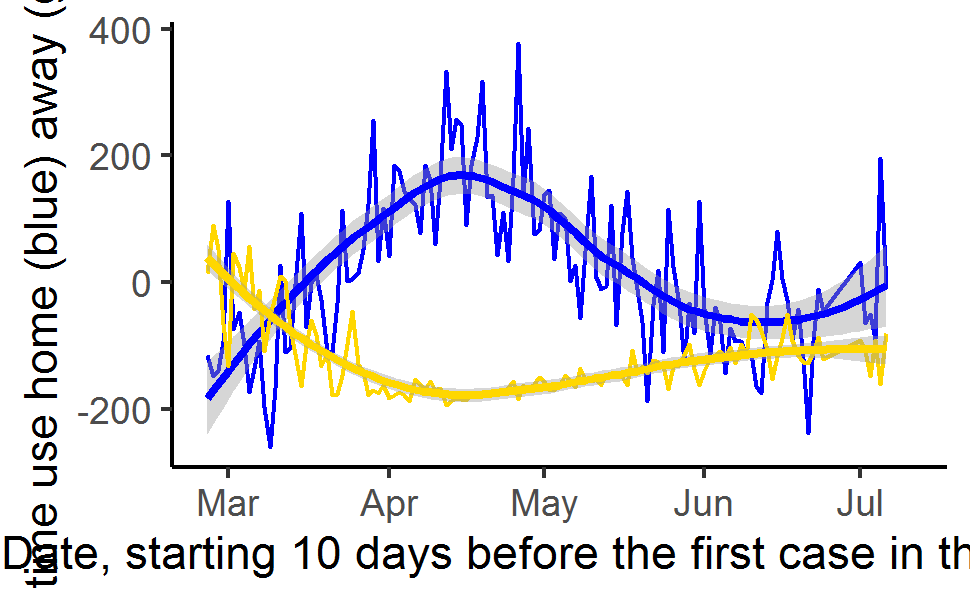 time use home (blue) away (
400
200
0
-200
Mar Apr May Jun Jul
Date, starting 10 days before the first case in th